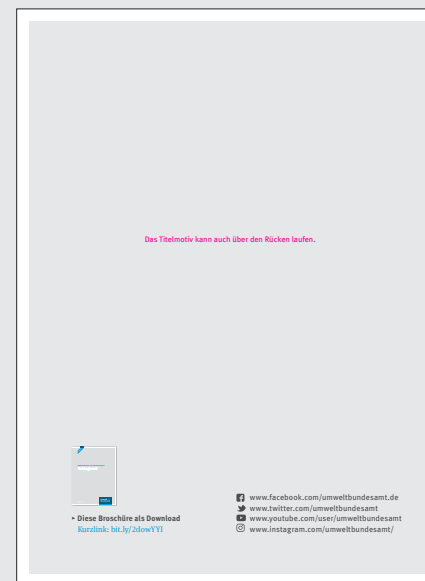 Das Titelmotiv kann auch über den Rücken laufen.
▸ Diese Broschüre als Download
Kurzlink: bit.ly/2dowYYI
www.facebook.com/umweltbundesamt.de
www.twitter.com/umweltbundesamt
www.youtube.com/user/umweltbundesamt
www.instagram.com/umweltbundesamt/